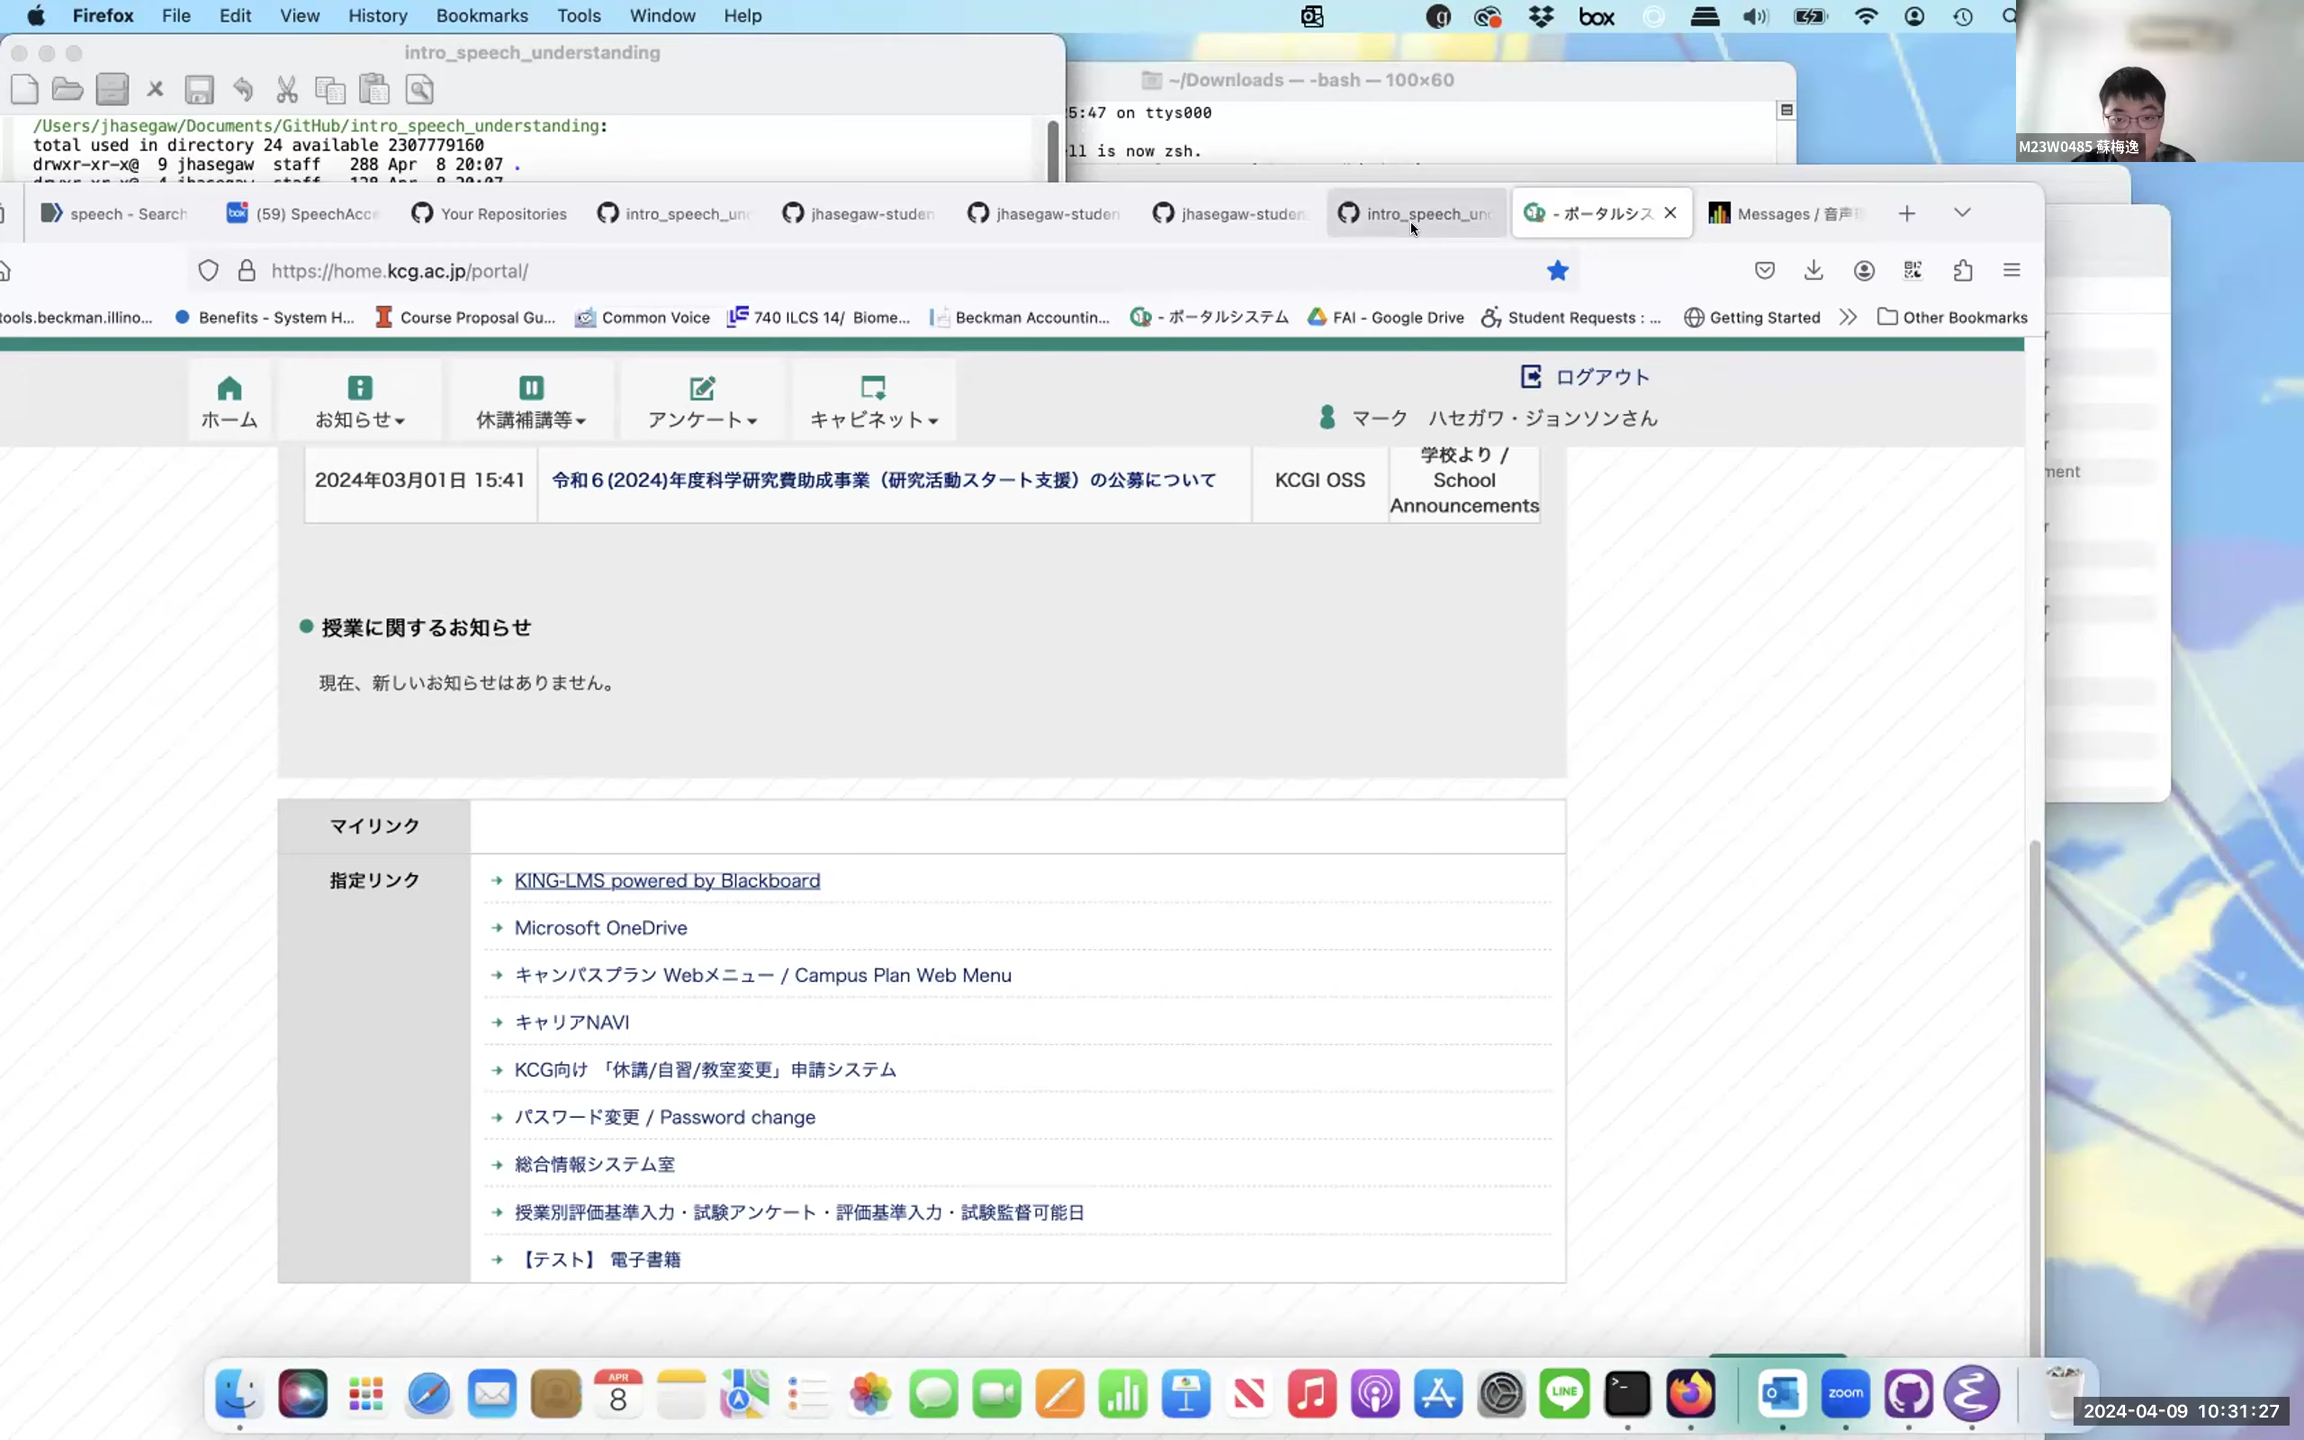 Firefox File Edit View History Bookmarks Tools Window Help
box
intro_speech_understanding
~/Downloads — -bash — 100×60
/Users/jhasegaw/Documents/GitHub/intro_speech_understanding:
total used in directory 24 available 2307779160
drwxr-xr-x@ 9 jhasegaw staff 288 Apr 8 20:07 .
5:47 on ttys000
ll is now zsh.
M23W0485 蘇梅逸
speech - Search
(59) SpeechAcce
Your Repositories
intro_speech_un
jhasegaw-studen
jhasegaw-studen
jhasegaw-studen
intro_speech_un
- ポータルシス
Messages / 音声
https://home.kcg.ac.jp/portal/
tools.beckman.illino...
Benefits - System H...
Course Proposal Gu...
Common Voice
740 ILCS 14/ Biome...
Beckman Accountin...
- ポータルシステム
FAI - Google Drive
Student Requests : ...
Getting Started
Other Bookmarks
ログアウト
ホーム お知らせ 休講補講等 アンケート キャビネット
マーク ハセガワ・ジョンソンさん
ment
2024年03月01日 15:41
令和６(2024)年度科学研究費助成事業（研究活動スタート支援）の公募について
KCGI OSS
学校より /
School
Announcements
授業に関するお知らせ
現在、新しいお知らせはありません。
マイリンク
指定リンク
KING-LMS powered by Blackboard
Microsoft OneDrive
キャンパスプラン Webメニュー / Campus Plan Web Menu
キャリアNAVI
KCG向け 「休講/自習/教室変更」申請システム
パスワード変更 / Password change
総合情報システム室
授業別評価基準入力・試験アンケート・評価基準入力・試験監督可能日
【テスト】 電子書籍
APR
8
LINE
zoom
2024-04-09 10:31:27